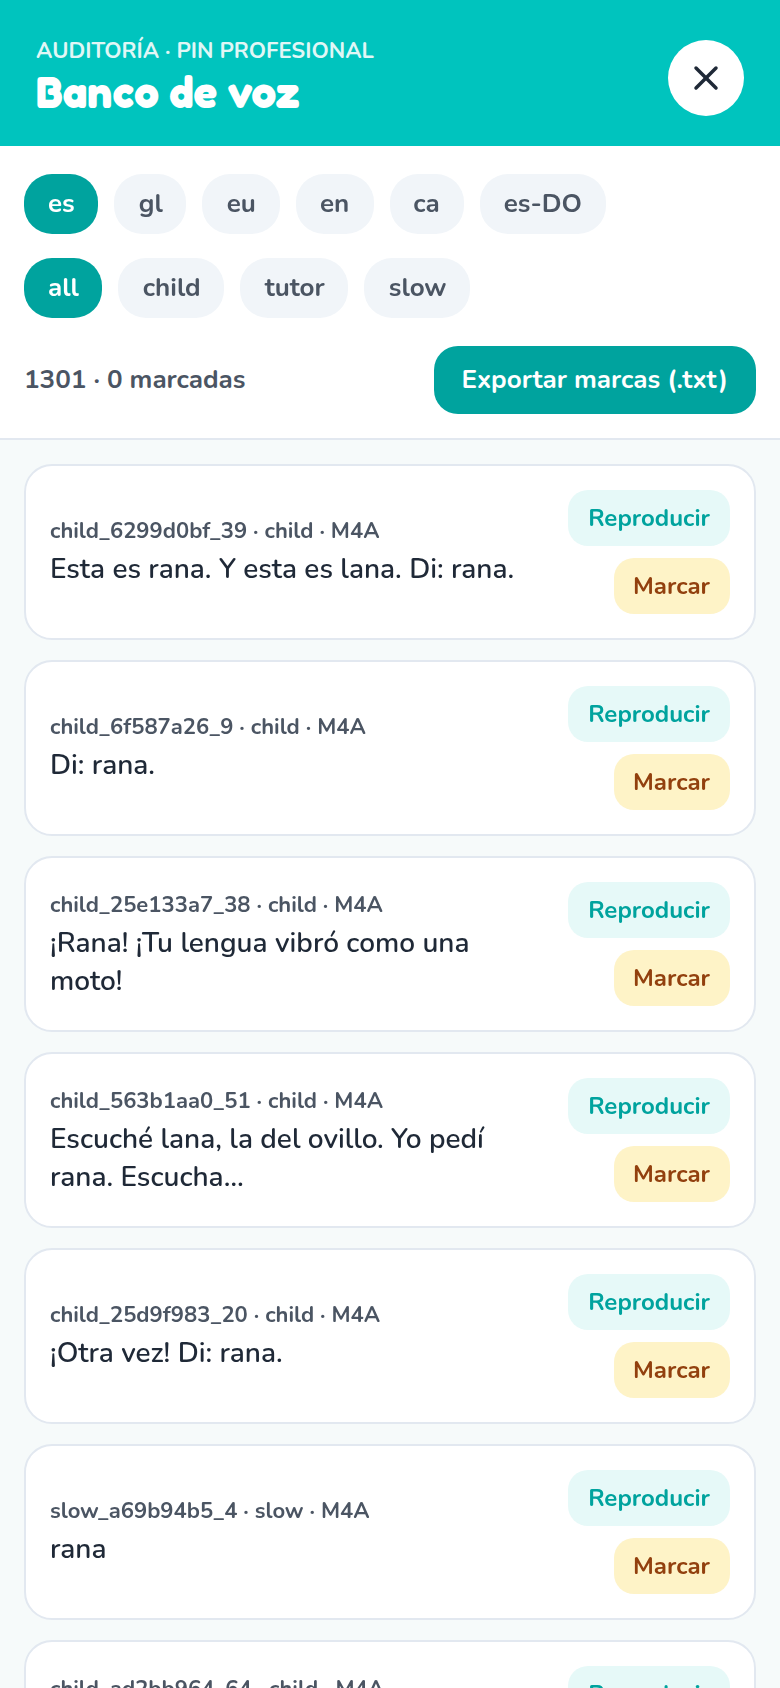 AUDITORÍA · PIN PROFESIONAL
Banco de voz
es gl eu en ca es-DO
all child tutor slow
1301 · 0 marcadas Exportar marcas (.txt)
child_6299d0bf_39 · child · M4A
Esta es rana. Y esta es lana. Di: rana.
Reproducir
Marcar
child_6f587a26_9 · child · M4A
Di: rana.
Reproducir
Marcar
child_25e133a7_38 · child · M4A
¡Rana! ¡Tu lengua vibró como una
moto!
Reproducir
Marcar
child_563b1aa0_51 · child · M4A
Escuché lana, la del ovillo. Yo pedí
rana. Escucha...
Reproducir
Marcar
child_25d9f983_20 · child · M4A
¡Otra vez! Di: rana.
Reproducir
Marcar
slow_a69b94b5_4 · slow · M4A
rana
Reproducir
Marcar